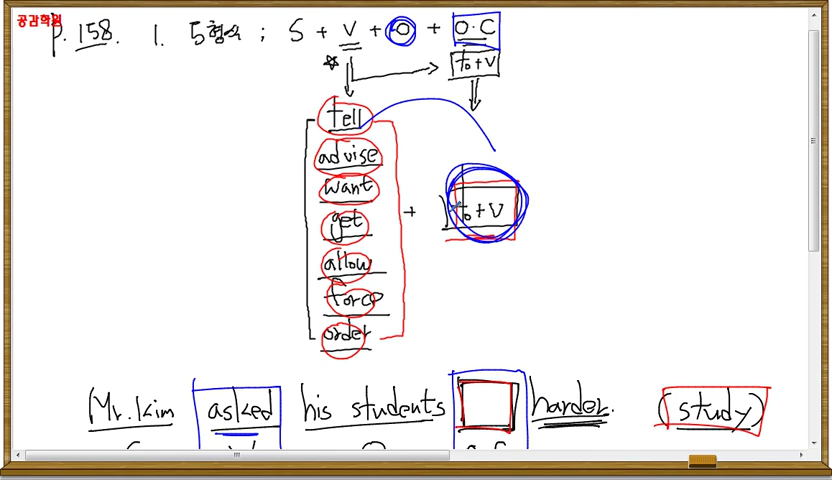 공감학원
p. 158. 1. 5형식 ; S + V + O + O.C
to + V
tell
advise
want
get
allow
force
order
+ to + V
Mr. Kim asked his students harder. (study)